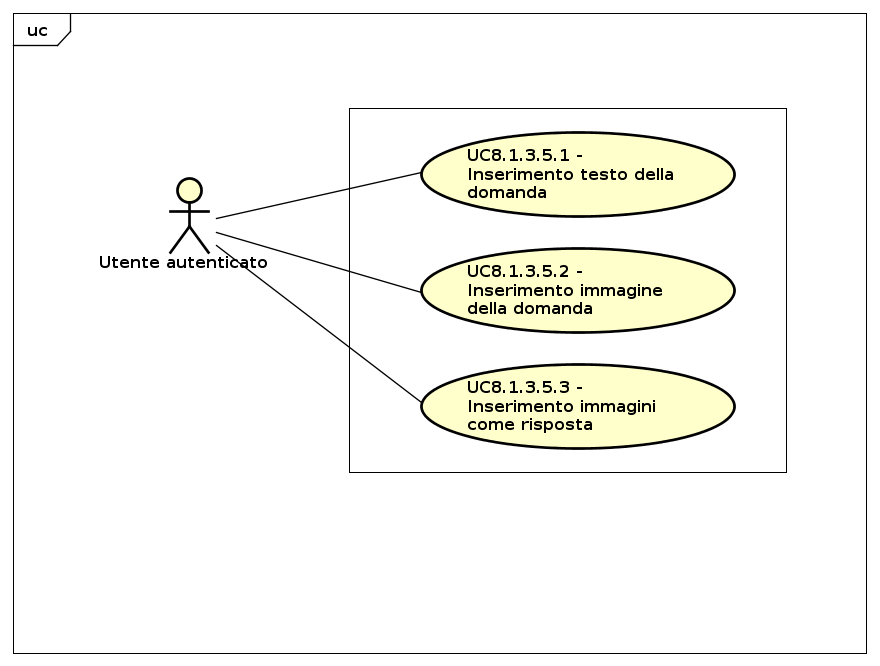 uc
UC8.1.3.5.1 -
Inserimento testo della
domanda
Utente autenticato
UC8.1.3.5.2 -
Inserimento immagine
della domanda
UC8.1.3.5.3 -
Inserimento immagini
come risposta